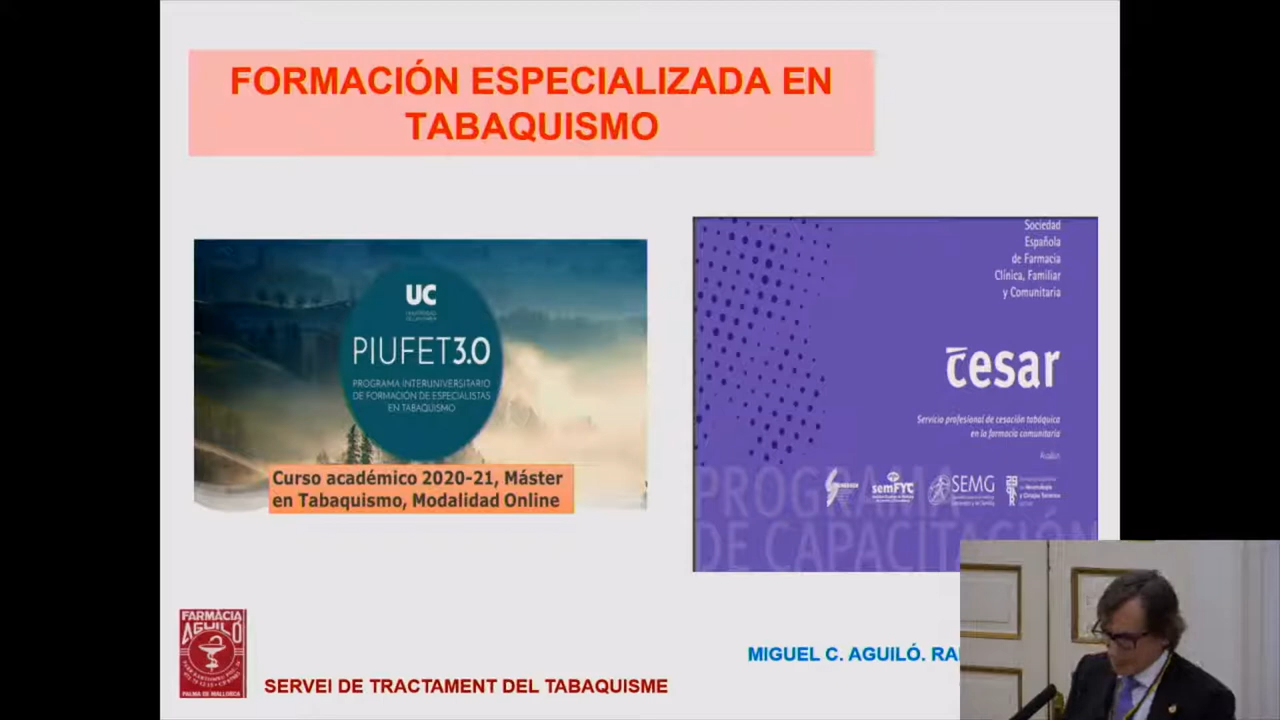 FORMACIÓN ESPECIALIZADA EN
TABAQUISMO
UC
PIUFET3.0
PROGRAMA INTERUNIVERSITARIO
DE FORMACIÓN DE ESPECIALISTAS
EN TABAQUISMO
Curso académico 2020-21, Máster
en Tabaquismo, Modalidad Online
Sociedad
Española
de Farmacia
Clínica, Familiar
y Comunitaria
cesar
Servicio profesional de cesación tabáquica
en la farmacia comunitaria
semFYC
SEMG
PROGRAMA
DE CAPACITACIÓN
FARMÀCIA
AGUILÓ
PALMA DE MALLORCA
MIGUEL C. AGUILÓ.
SERVEI DE TRACTAMENT DEL TABAQUISME